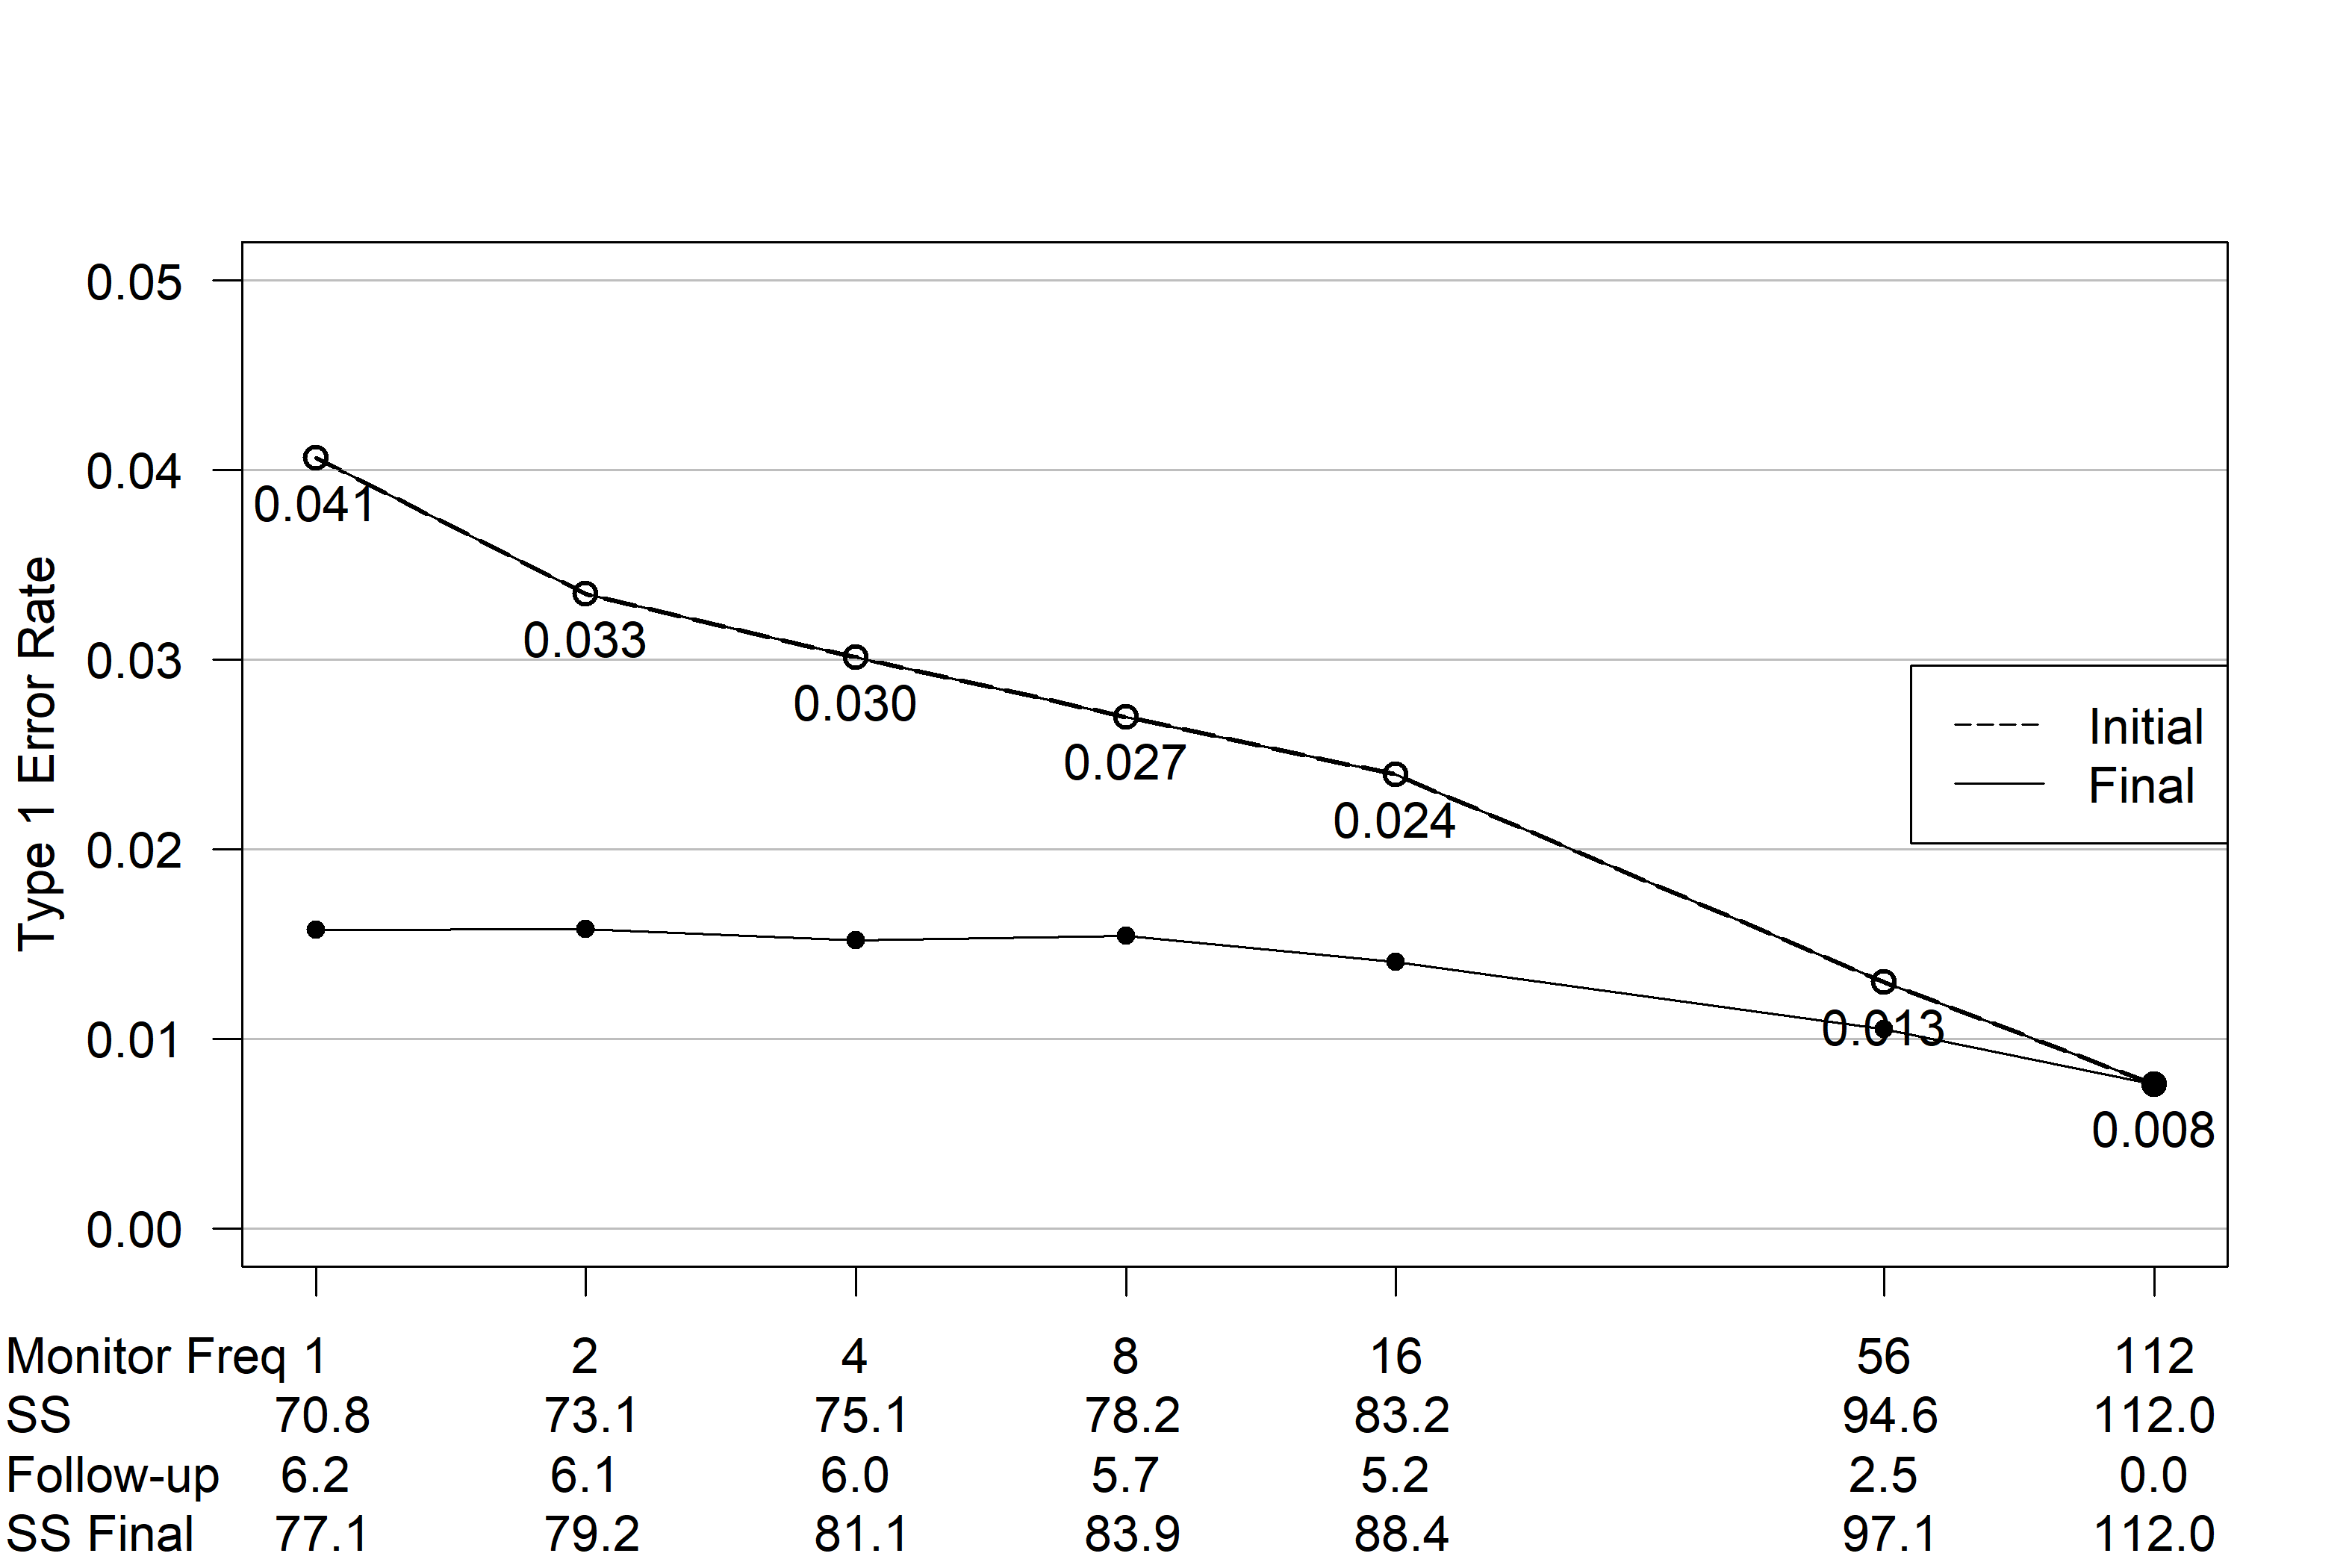 0.05
0.04
0.03
0.02
0.01
0.00
Type 1 Error Rate
0.041
0.033
0.030
0.027
0.024
0.013
0.008
Initial
Final
Monitor Freq 1 2 4 8 16 56 112
SS 70.8 73.1 75.1 78.2 83.2 94.6 112.0
Follow-up 6.2 6.1 6.0 5.7 5.2 2.5 0.0
SS Final 77.1 79.2 81.1 83.9 88.4 97.1 112.0